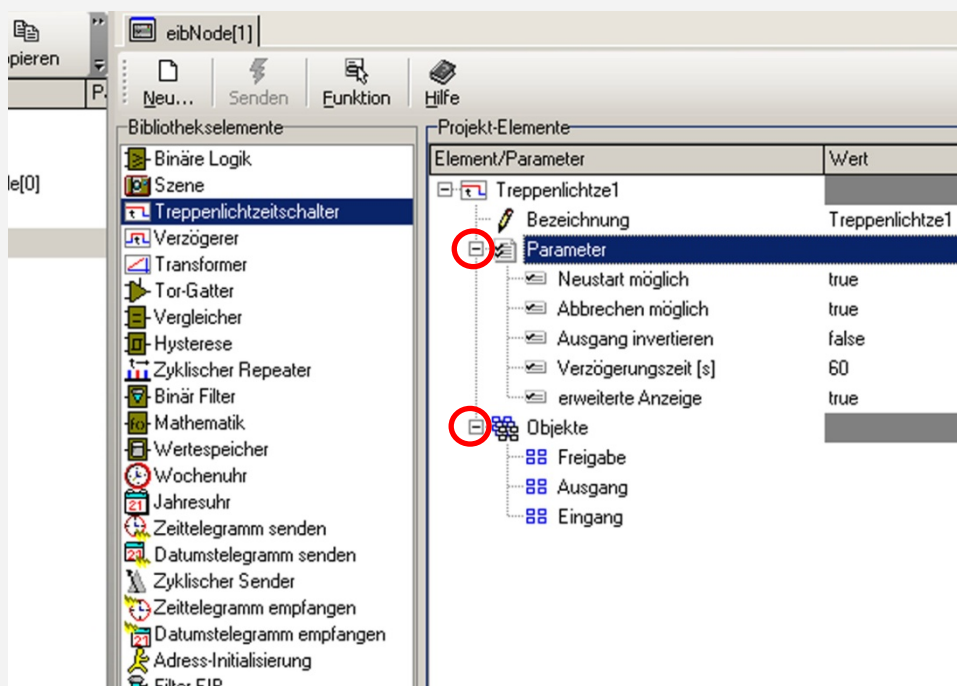 eibNode[1]
opieren
P.
le[0]
Neu... Senden Funktion Hilfe
Bibliothekselemente
Binäre Logik
Szene
Treppenlichtzeitschalter
Verzögerer
Transformer
Tor-Gatter
Vergleicher
Hysterese
Zyklischer Repeater
Binär Filter
Mathematik
Wertespeicher
Wochenuhr
Jahresuhr
Zeittelegramm senden
Datumstelegramm senden
Zyklischer Sender
Zeittelegramm empfangen
Datumstelegramm empfangen
Adress-Initialisierung
Filter EIB
Projekt-Elemente
Element/Parameter Wert
Treppenlichtze1
Bezeichnung Treppenlichtze1
Parameter
Neustart möglich true
Abbrechen möglich true
Ausgang invertieren false
Verzögerungszeit [s] 60
erweiterte Anzeige true
Objekte
Freigabe
Ausgang
Eingang